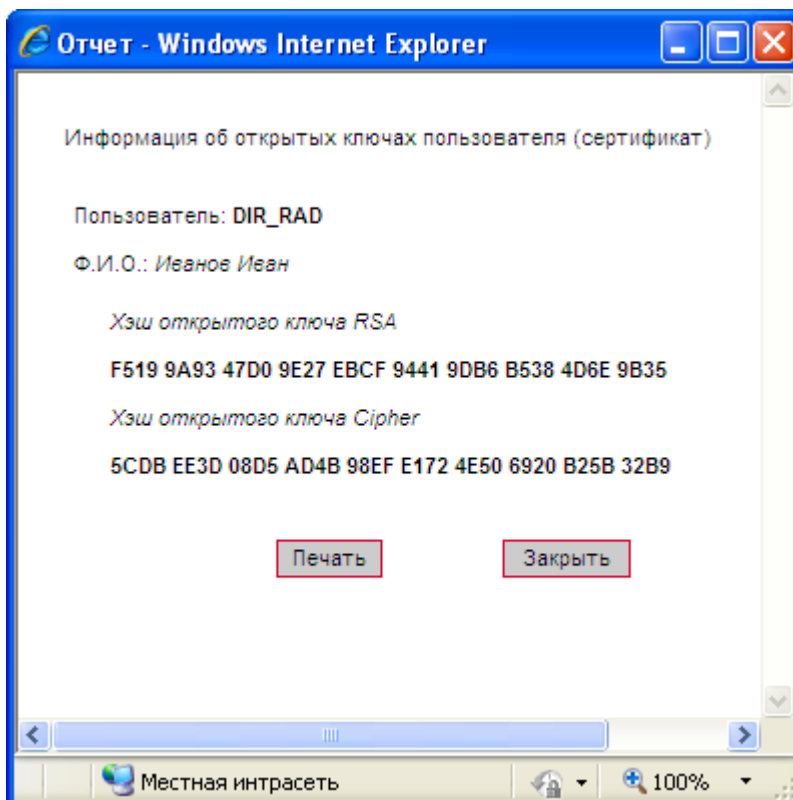 Отчет - Windows Internet Explorer
Информация об открытых ключах пользователя (сертификат)
Пользователь: DIR_RAD
Ф.И.О.: Иванов Иван
Хэш открытого ключа RSA
F519 9A93 47D0 9E27 EBCF 9441 9DB6 B538 4D6E 9B35
Хэш открытого ключа Cipher
5CDB EE3D 08D5 AD4B 98EF E172 4E50 6920 B25B 32B9
Печать Закрыть
Местная интрасеть 100%